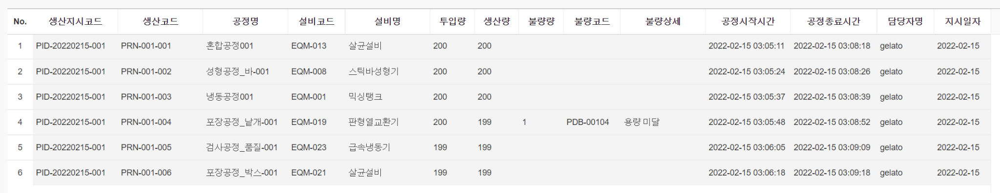 No. 생산지시코드 생산코드 공정명 설비코드 설비명 투입량 생산량 불량량 불량코드 불량상세 공정시작시간 공정종료시간 담당자명 지시일자
1 PID-20220215-001 PRN-001-001 혼합공정001 EQM-013 살균설비 200 200 2022-02-15 03:05:11 2022-02-15 03:08:18 gelato 2022-02-15
2 PID-20220215-001 PRN-001-002 성형공정_바-001 EQM-008 스틱바성형기 200 200 2022-02-15 03:05:24 2022-02-15 03:08:26 gelato 2022-02-15
3 PID-20220215-001 PRN-001-003 냉동공정001 EQM-001 믹싱탱크 200 200 2022-02-15 03:05:37 2022-02-15 03:08:39 gelato 2022-02-15
4 PID-20220215-001 PRN-001-004 포장공정_낱개-001 EQM-019 판형열교환기 200 199 1 PDB-00104 용량 미달 2022-02-15 03:05:48 2022-02-15 03:08:52 gelato 2022-02-15
5 PID-20220215-001 PRN-001-005 검사공정_품질-001 EQM-023 급속냉동기 199 199 2022-02-15 03:06:05 2022-02-15 03:09:09 gelato 2022-02-15
6 PID-20220215-001 PRN-001-006 포장공정_박스-001 EQM-021 살균설비 199 199 2022-02-15 03:06:18 2022-02-15 03:09:18 gelato 2022-02-15